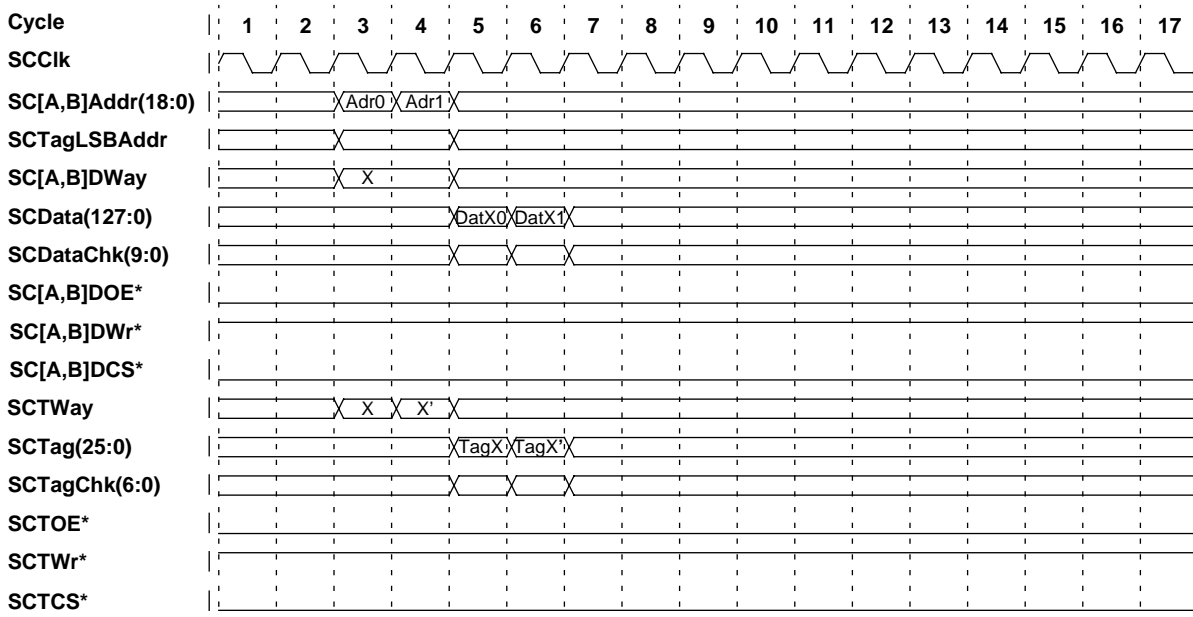 Cycle 1 2 3 4 5 6 7 8 9 10 11 12 13 14 15 16 17
SCClk
SC[A,B]Addr(18:0) Adr0 Adr1
SCTagLSBAddr
SC[A,B]DWay X
SCData(127:0) DatX0 DatX1
SCDataChk(9:0)
SC[A,B]DOE*
SC[A,B]DWr*
SC[A,B]DCS*
SCTWay X X’
SCTag(25:0) TagX TagX’
SCTagChk(6:0)
SCTOE*
SCTWr*
SCTCS*